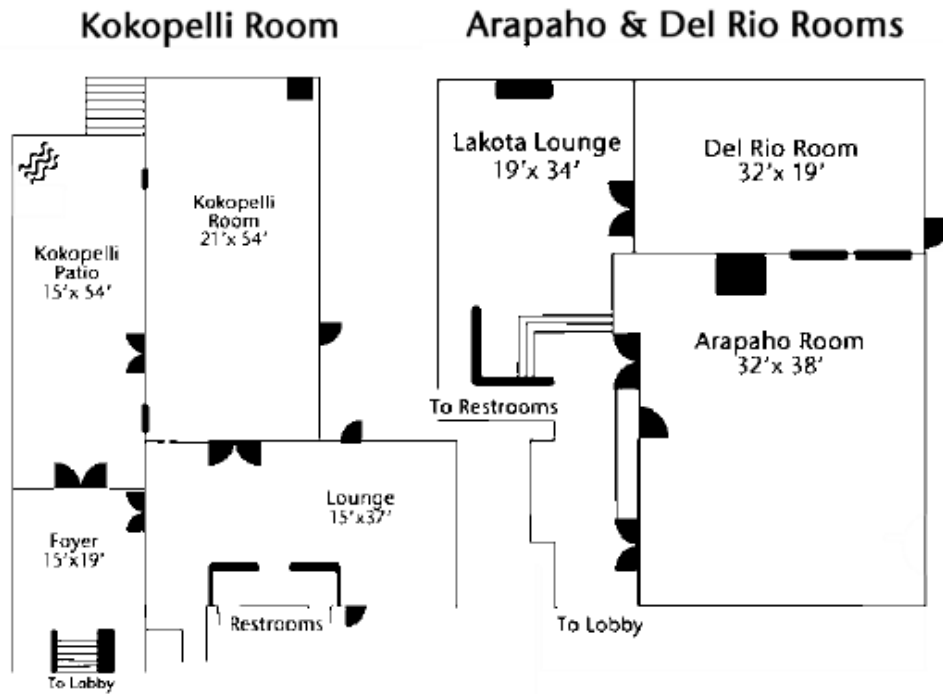 Kokopelli Room
Kokopelli
Room
21'x 54'
Kokopelli
Patio
15'x 54'
Lounge
15'x37'
Foyer
15'x19'
Restrooms
To Lobby
Arapaho & Del Rio Rooms
Lakota Lounge
19'x 34'
Del Rio Room
32'x 19'
Arapaho Room
32'x 38'
To Restrooms
To Lobby